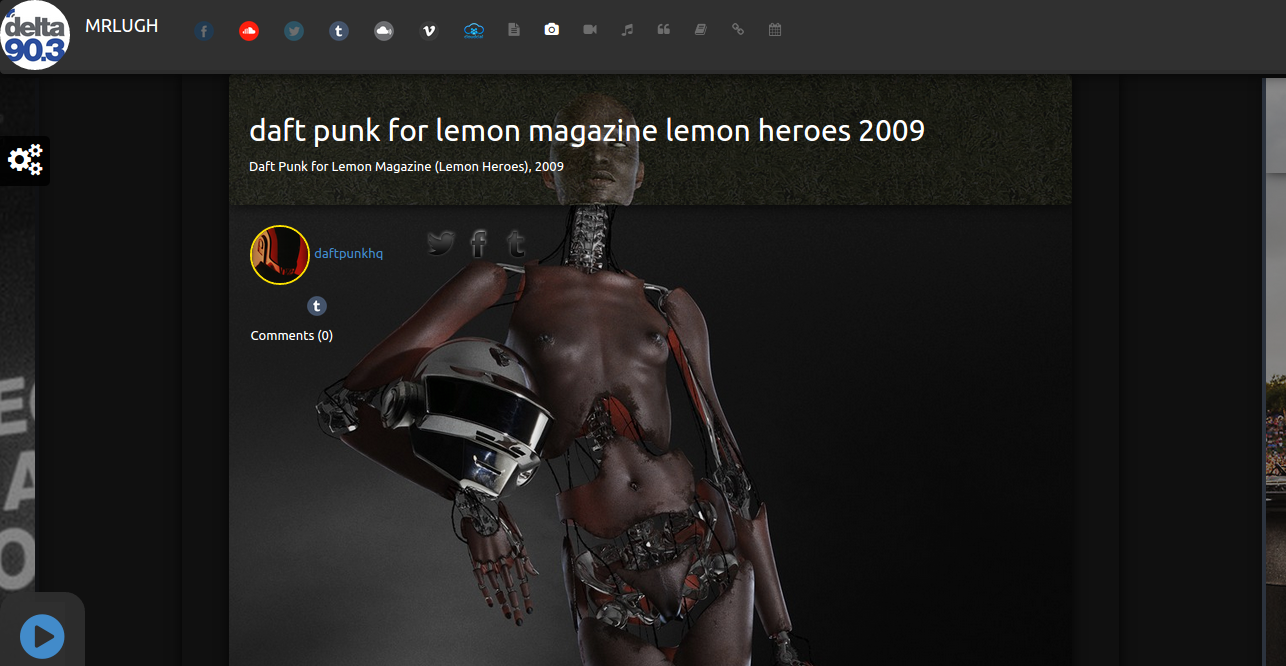 delta
90.3
MRLUGH
daft punk for lemon magazine lemon heroes 2009
Daft Punk for Lemon Magazine (Lemon Heroes), 2009
daftpunkhq
Comments (0)